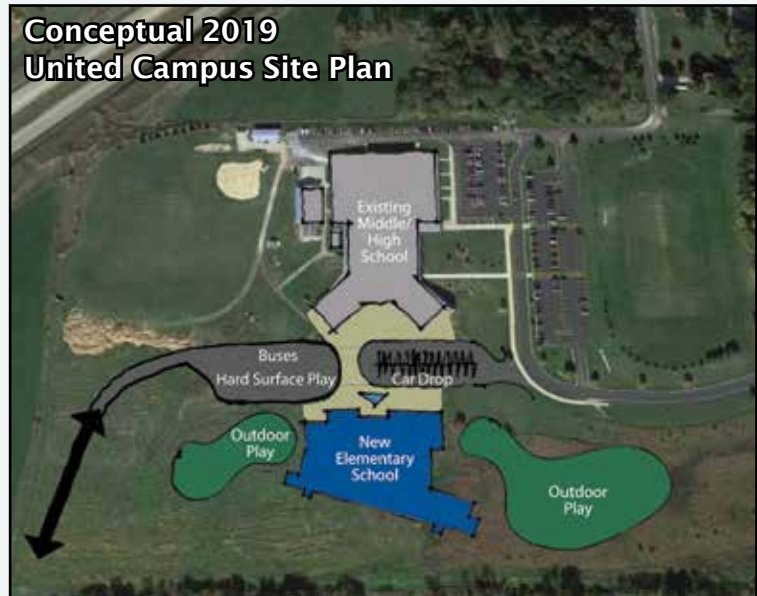 Conceptual 2019
United Campus Site Plan
Existing
Middle/
High
School
Buses
Hard Surface Play
Car Drop
Outdoor
Play
New
Elementary
School
Outdoor
Play